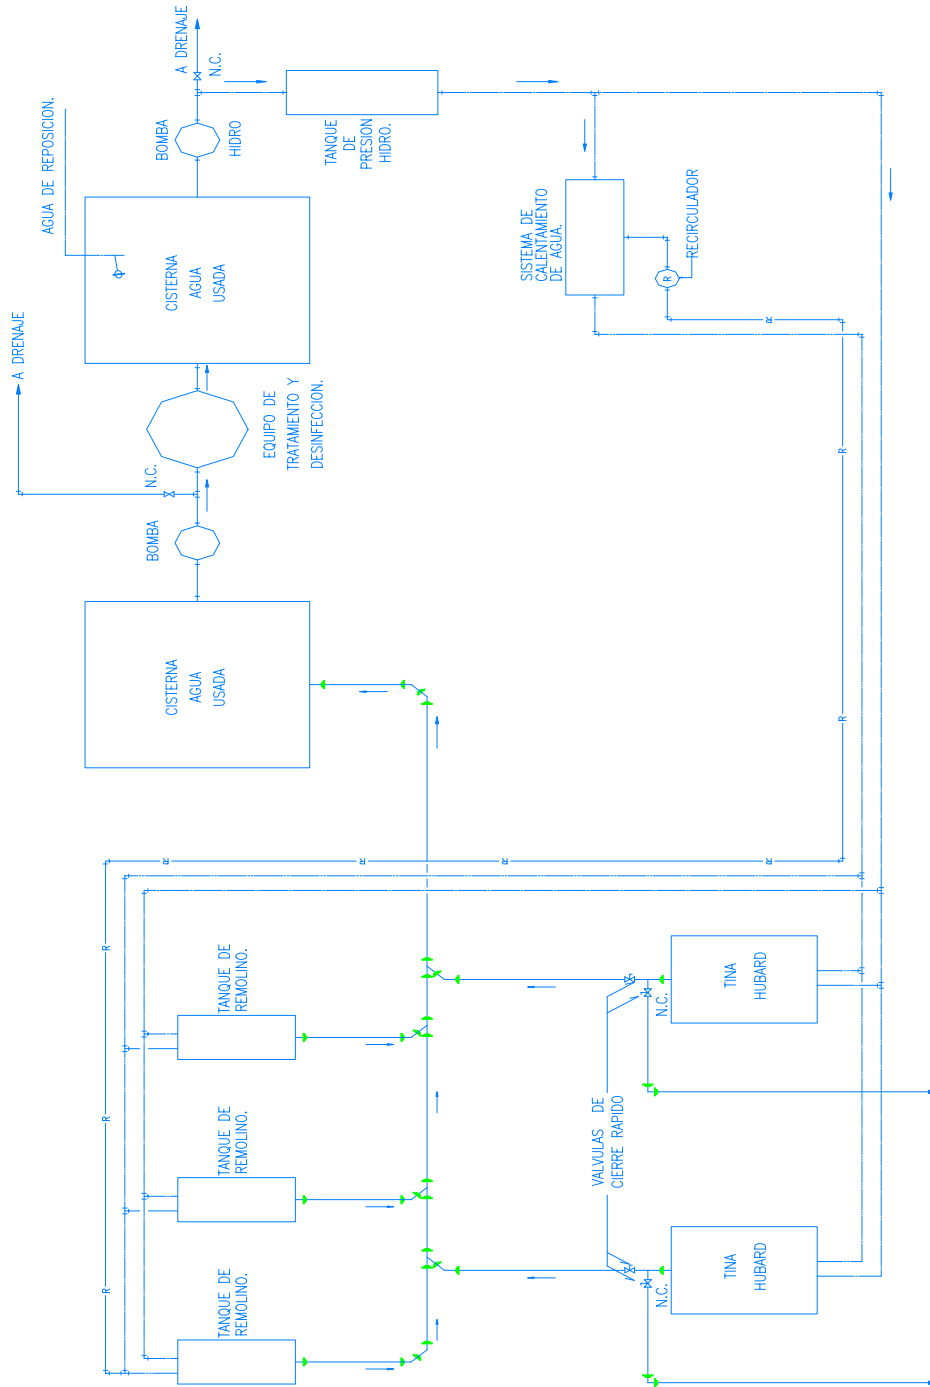 A DRENAJE
AGUA DE REPOSICION.
A DRENAJE
N.C.
BOMBA
HIDRO
N.C.
CISTERNA
AGUA
USADA
EQUIPO DE
TRATAMIENTO Y
DESINFECCION.
N.C.
BOMBA
CISTERNA
AGUA
USADA
TANQUE
DE
PRESION
HIDRO.
SISTEMA DE
CALENTAMIENTO
DE AGUA.
R
RECIRCULADOR
R
R
R
R
R
R
R
R
R
R
TANQUE DE
REMOLINO.
TANQUE DE
REMOLINO.
TANQUE DE
REMOLINO.
VALVULAS DE
CIERRE RAPIDO
N.C.
TINA
HUBARD
N.C.
TINA
HUBARD